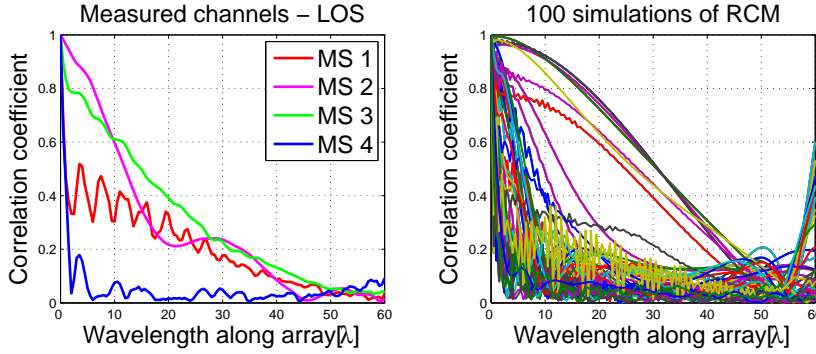 Measured channels – LOS
Correlation coefficient
1
0.8
0.6
0.4
0.2
0
0
10
20
30
40
50
60
Wavelength along array[λ]
MS 1
MS 2
MS 3
MS 4
100 simulations of RCM
Correlation coefficient
1
0.8
0.6
0.4
0.2
0
0
10
20
30
40
50
60
Wavelength along array[λ]